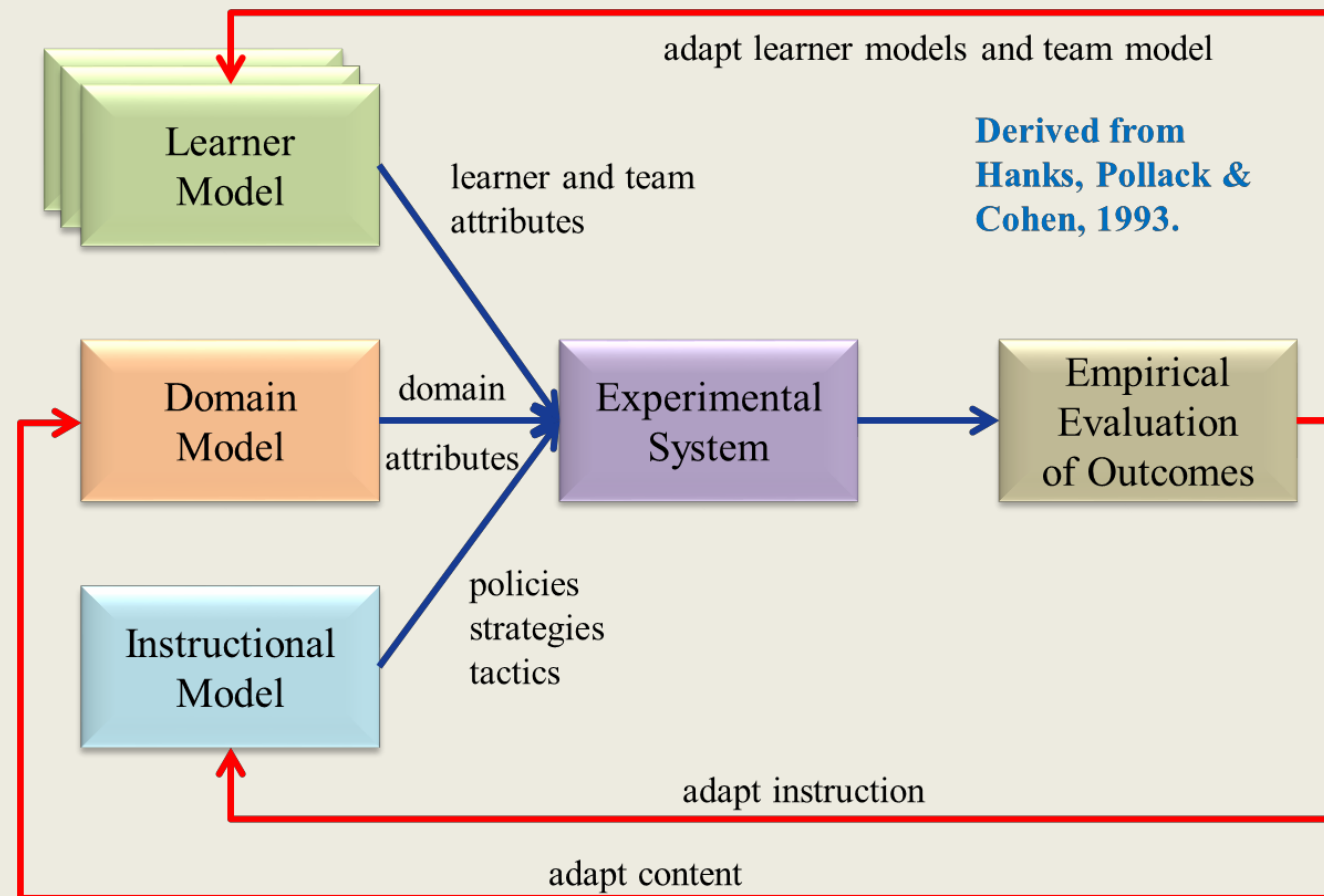 adapt learner models and team model
Learner
Model
learner and team
attributes
Derived from
Hanks, Pollack &
Cohen, 1993.
Domain
Model
domain
attributes
Experimental
System
Empirical
Evaluation
of Outcomes
Instructional
Model
policies
strategies
tactics
adapt instruction
adapt content